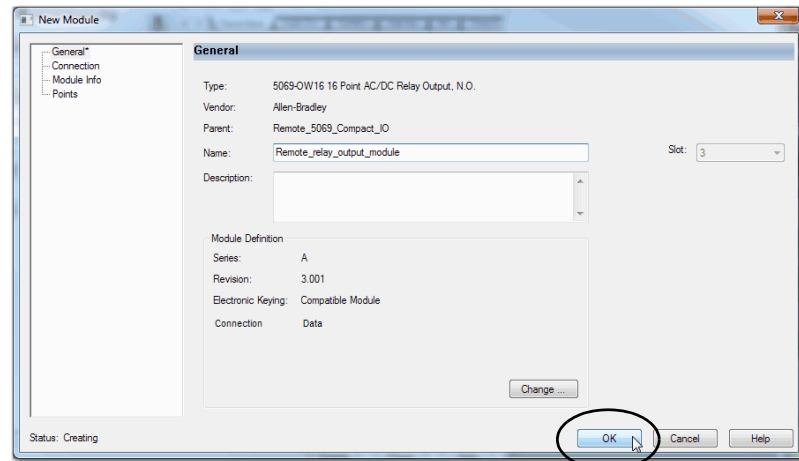 New Module
General*
Connection
Module Info
Points
General
Type: 5069-OW16 16 Point AC/DC Relay Output, N.O.
Vendor: Allen-Bradley
Parent: Remote_5069_Compact_IO
Name: Remote_relay_output_module
Slot: 3
Description:
Module Definition
Series: A
Revision: 3.001
Electronic Keying: Compatible Module
Connection Data
Change ...
Status: Creating
OK
Cancel
Help